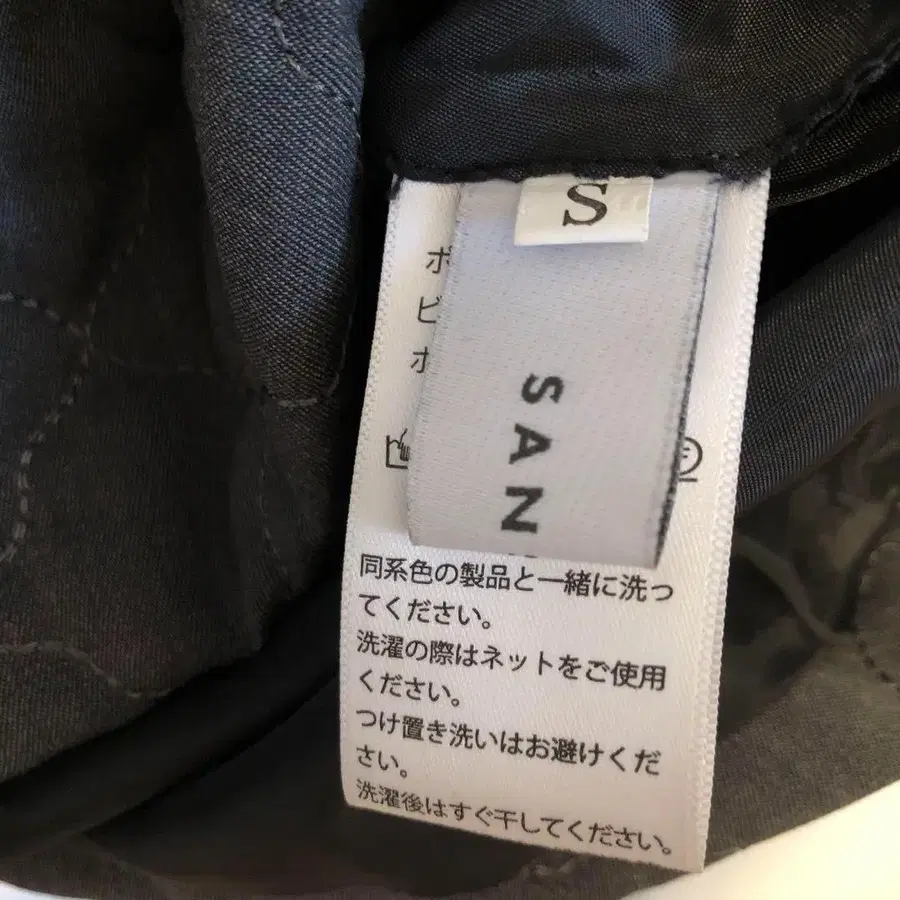 S
SAN
同系色の製品と一緒に洗っ
てください。
洗濯の際はネットをご使用
ください。
つけ置き洗いはお避けくだ
さい。
洗濯後はすぐ干してください。